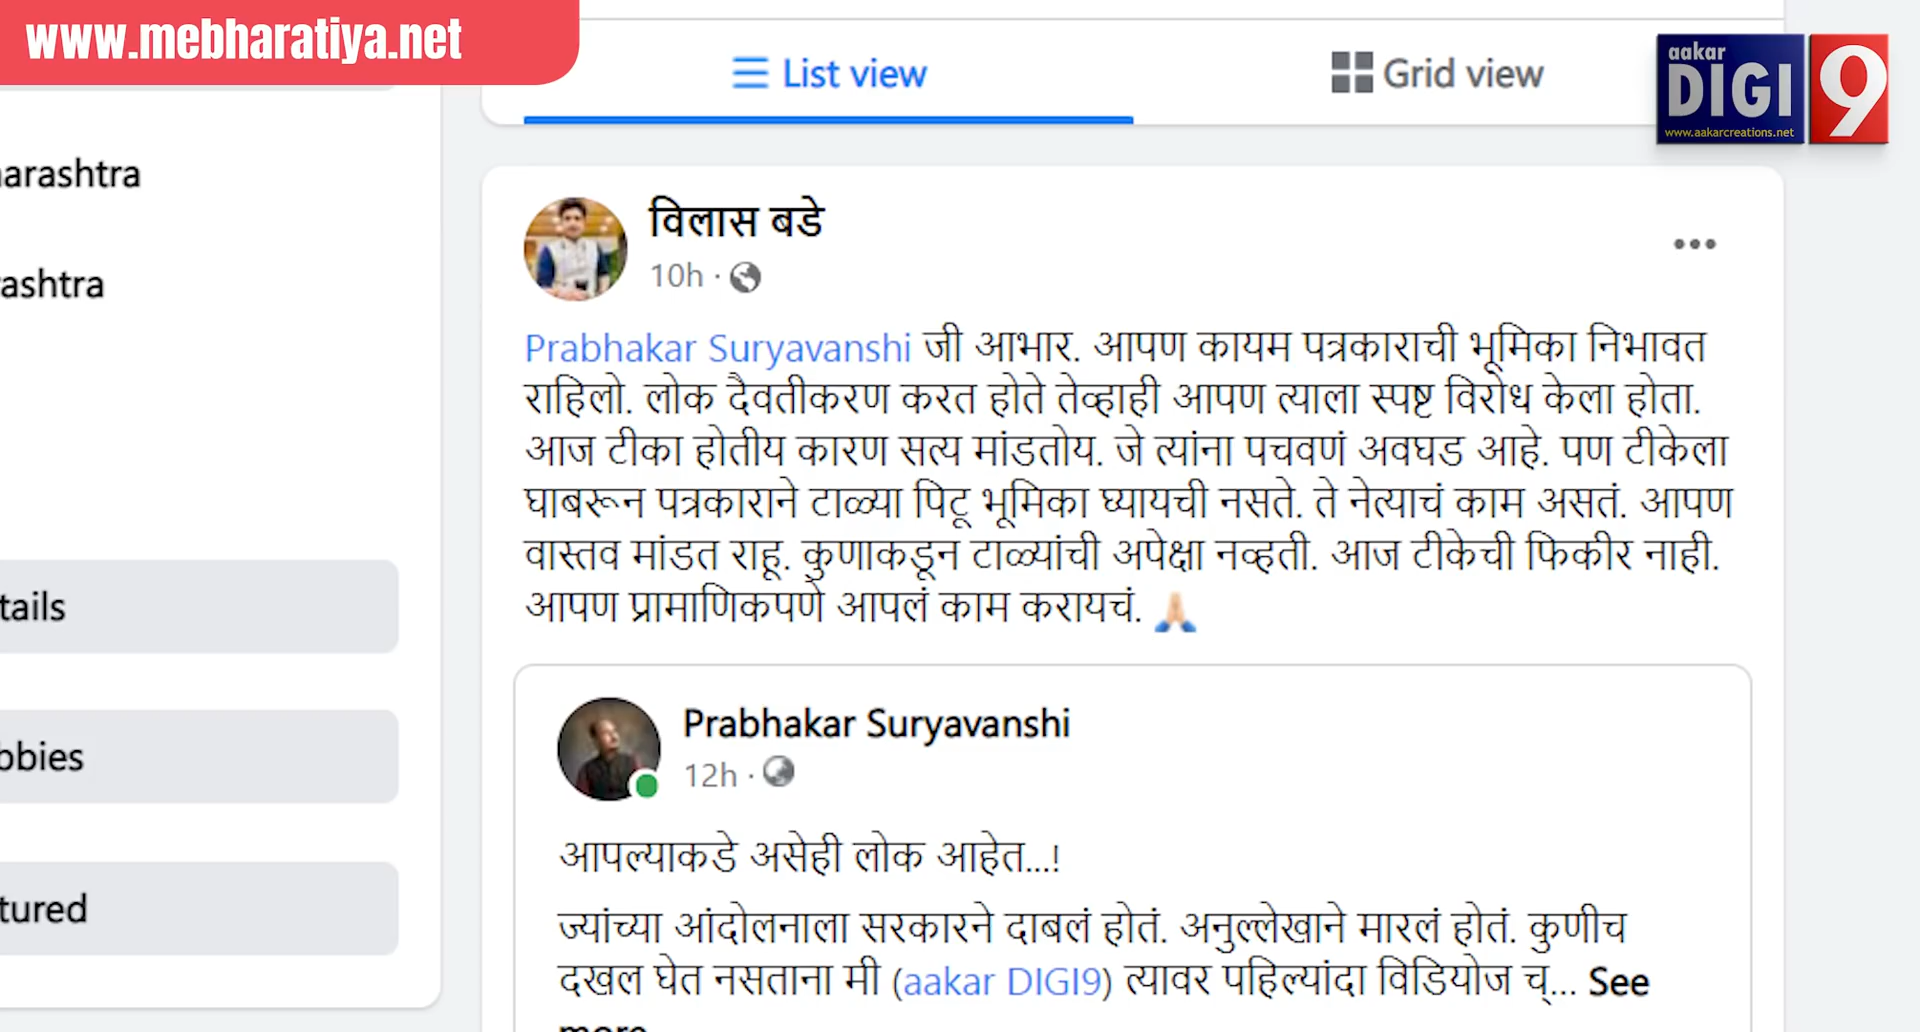 www.mebharatiya.net
List view
Grid view
aakar
DIGI 9
www.aakarcreations.net
arashtra
ashtra
विलास बडे
10h ·
Prabhakar Suryavanshi जी आभार. आपण कायम पत्रकाराची भूमिका निभावत
राहिलो. लोक दैवतीकरण करत होते तेव्हाही आपण त्याला स्पष्ट विरोध केला होता.
आज टीका होतीय कारण सत्य मांडतोय. जे त्यांना पचवणं अवघड आहे. पण टीकेला
घाबरून पत्रकाराने टाळ्या पिटू भूमिका घ्यायची नसते. ते नेत्याचं काम असतं. आपण
वास्तव मांडत राहू. कुणाकडून टाळ्यांची अपेक्षा नव्हती. आज टीकेची फिकीर नाही.
आपण प्रामाणिकपणे आपलं काम करायचं. 🙏🏻
tails
bbies
tured
Prabhakar Suryavanshi
12h ·
आपल्याकडे असेही लोक आहेत...!
ज्यांच्या आंदोलनाला सरकारने दाबलं होतं. अनुल्लेखाने मारलं होतं. कुणीच
दखल घेत नसताना मी (aakar DIGI9) त्यावर पहिल्यांदा विडियोज च्... See
more